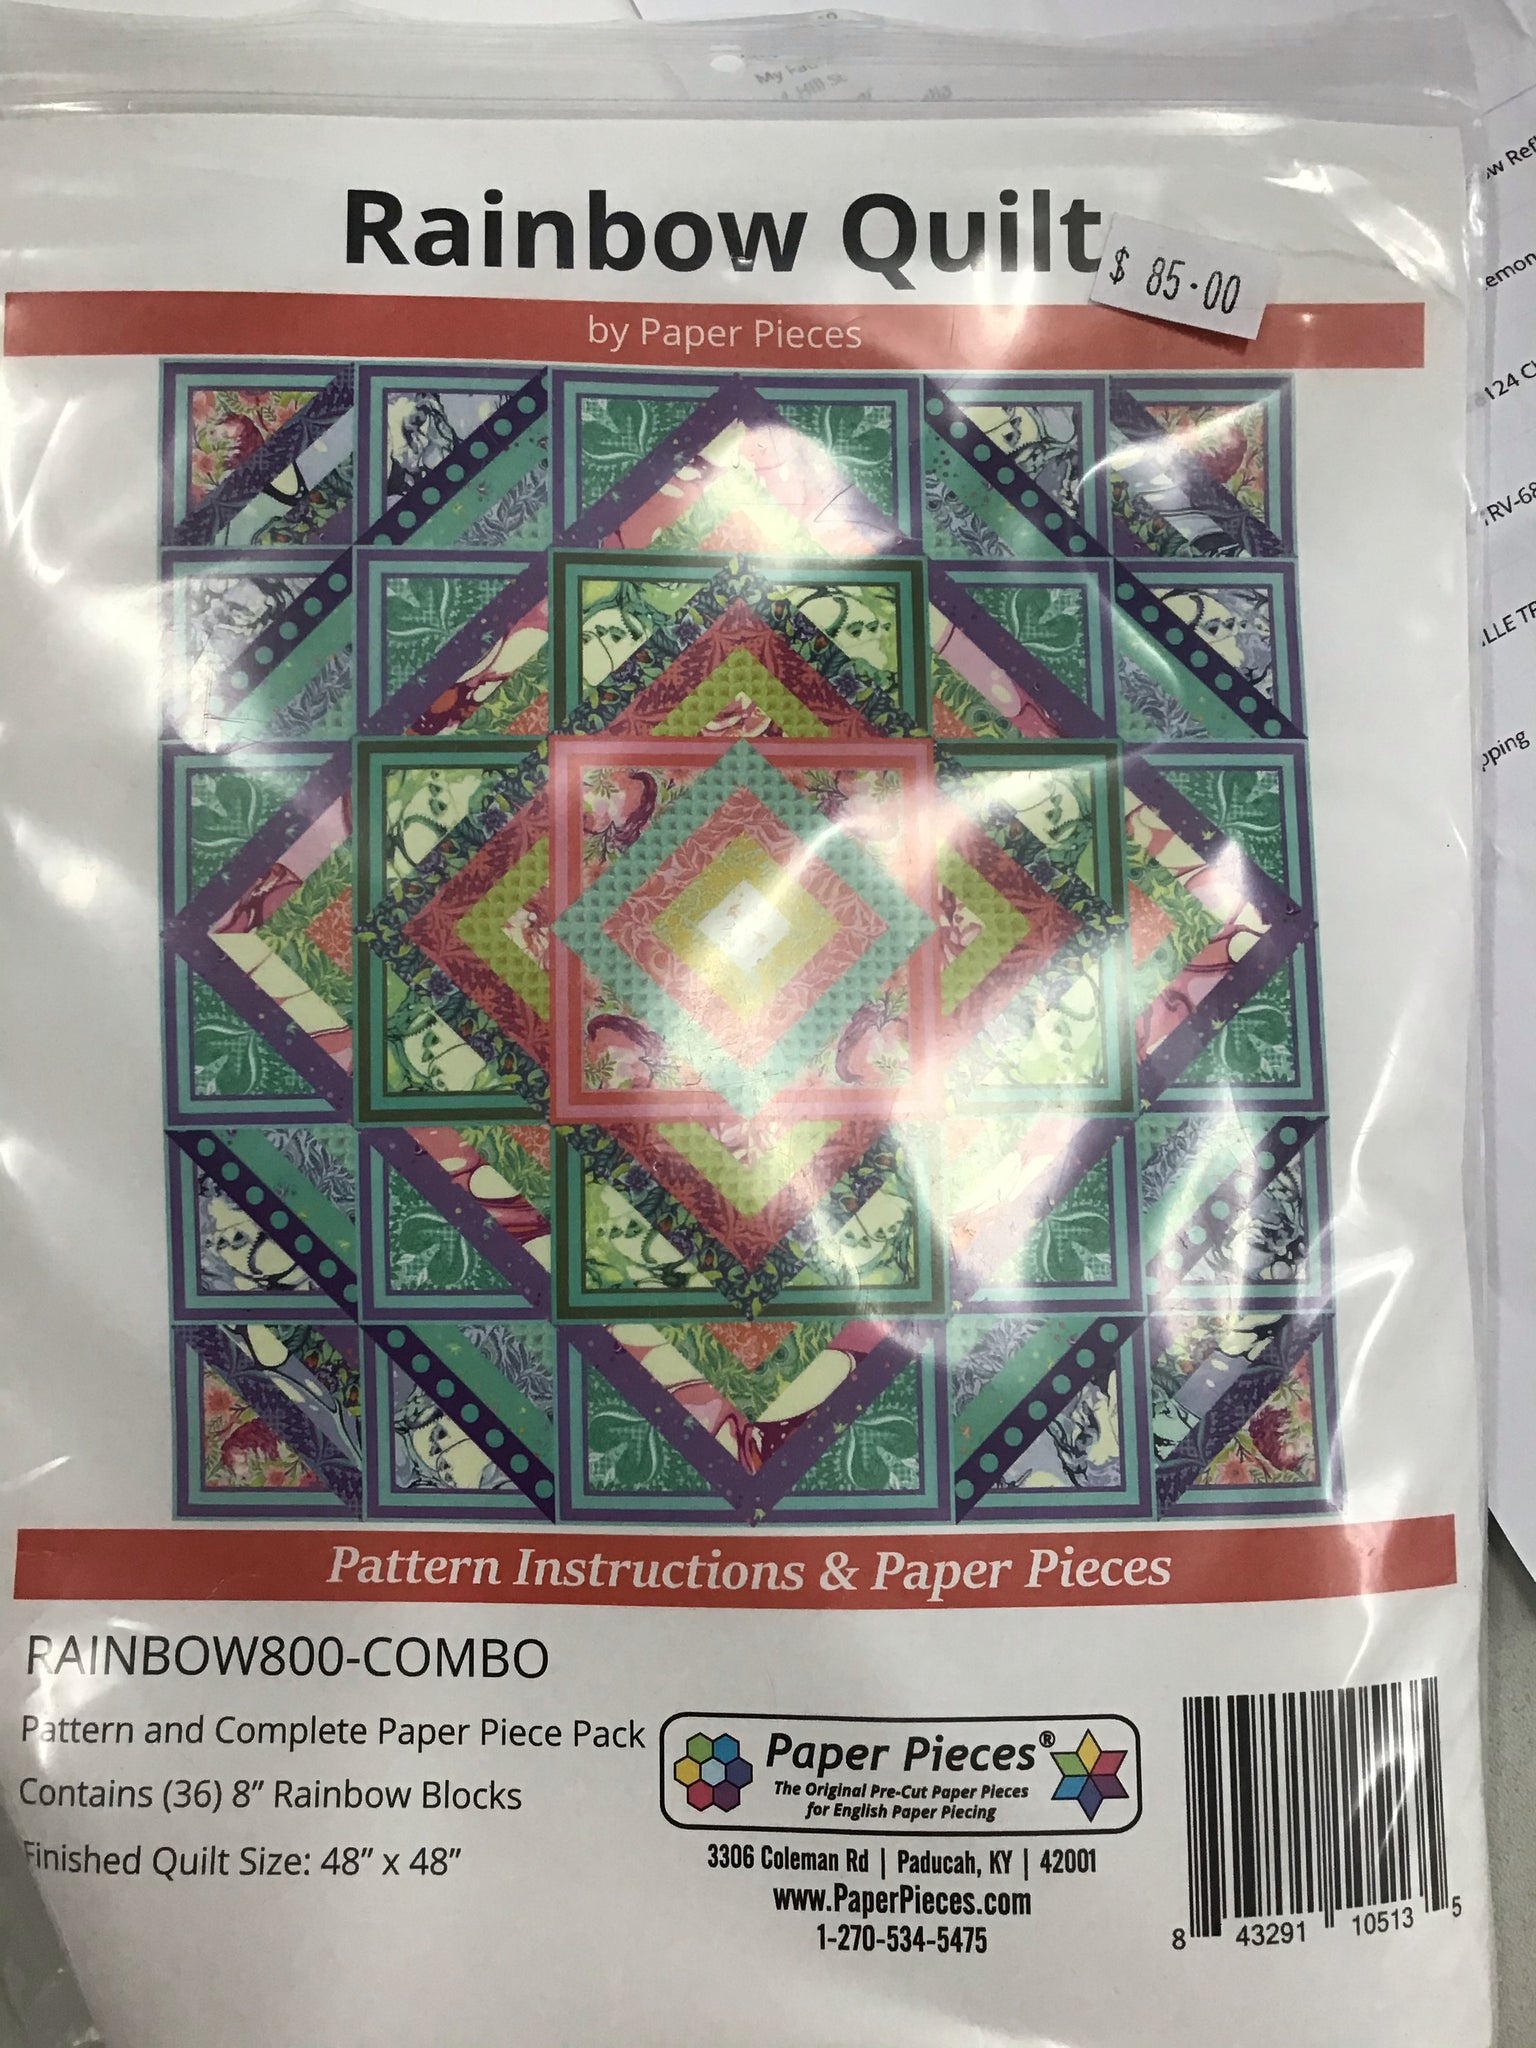 Rainbow Quilt
$ 85.00
by Paper Pieces
Pattern Instructions & Paper Pieces
RAINBOW800-COMBO
Pattern and Complete Paper Piece Pack
Contains (36) 8" Rainbow Blocks
Finished Quilt Size: 48" x 48"
Paper Pieces®
The Original Pre-Cut Paper Pieces
for English Paper Piecing
3306 Coleman Rd | Paducah, KY | 42001
www.PaperPieces.com
1-270-534-5475
8 43291 10513 5